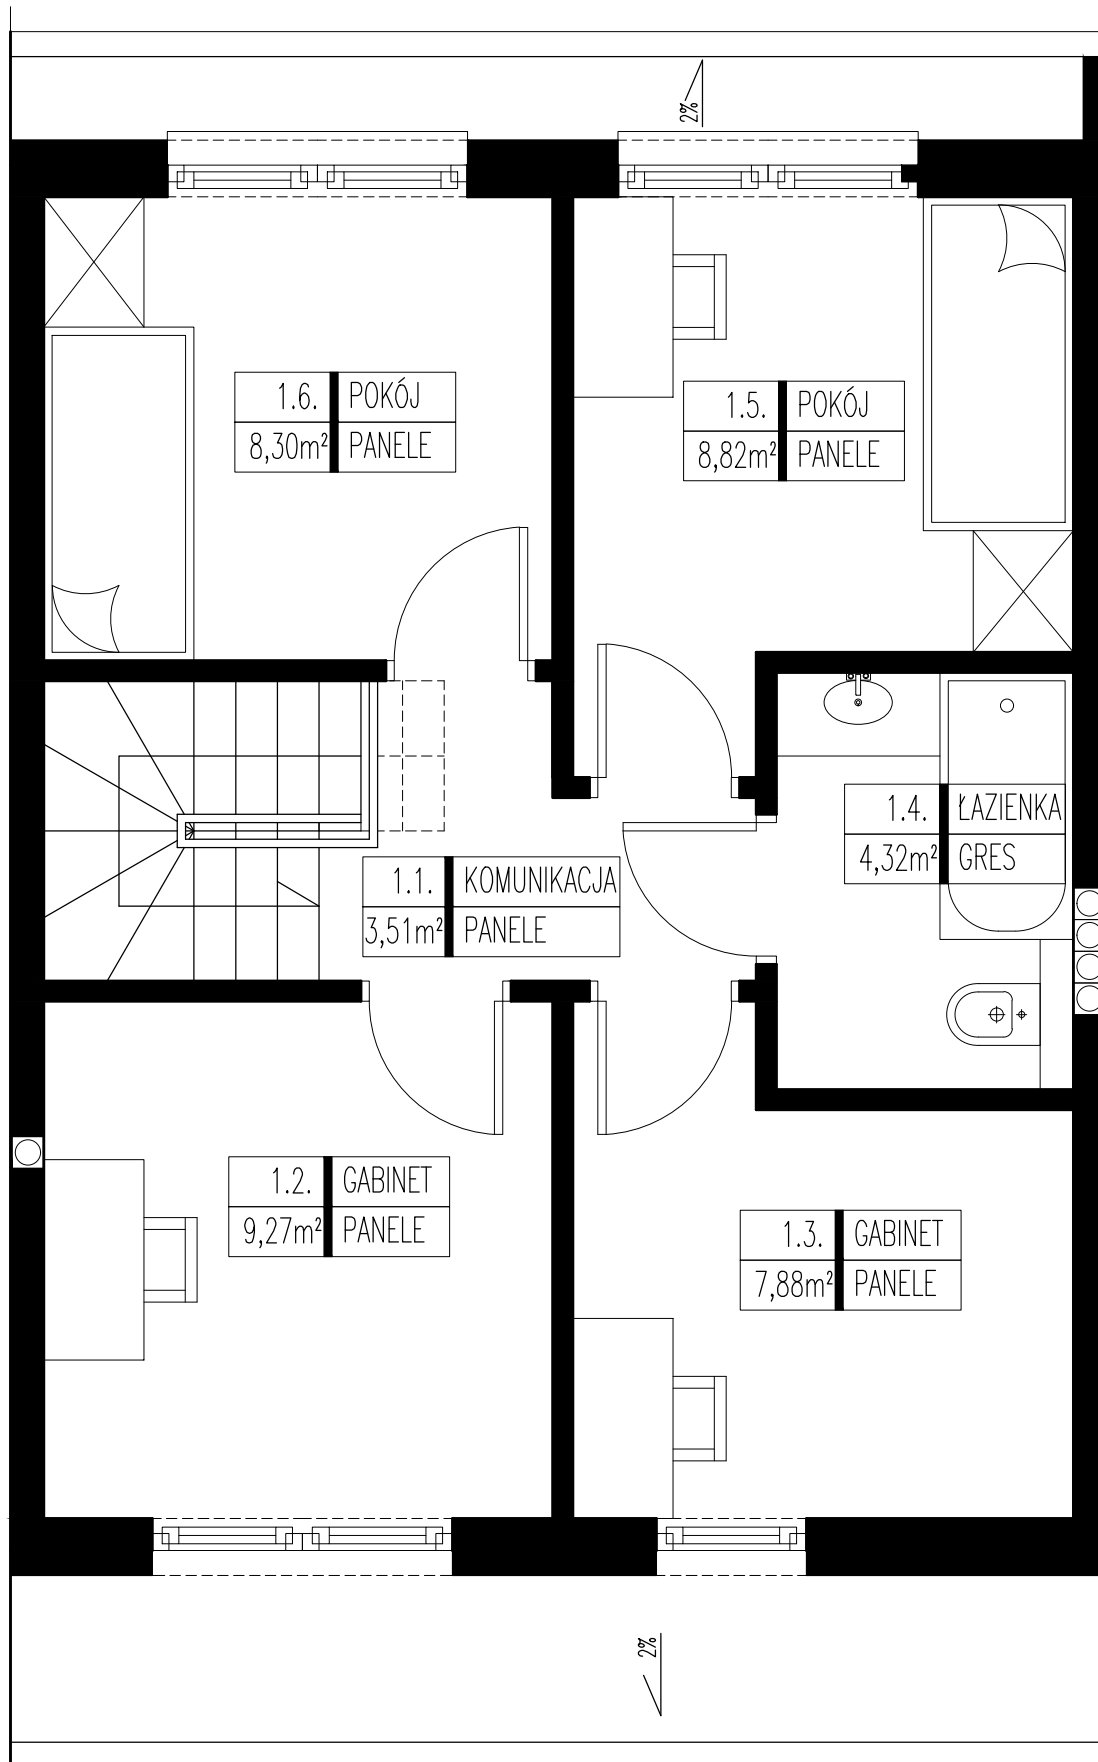 2%
1.6. POKÓJ
8,30m² PANELE
1.5. POKÓJ
8,82m² PANELE
1.4. ŁAZIENKA
4,32m² GRES
1.1. KOMUNIKACJA
3,51m² PANELE
1.2. GABINET
9,27m² PANELE
1.3. GABINET
7,88m² PANELE
2%